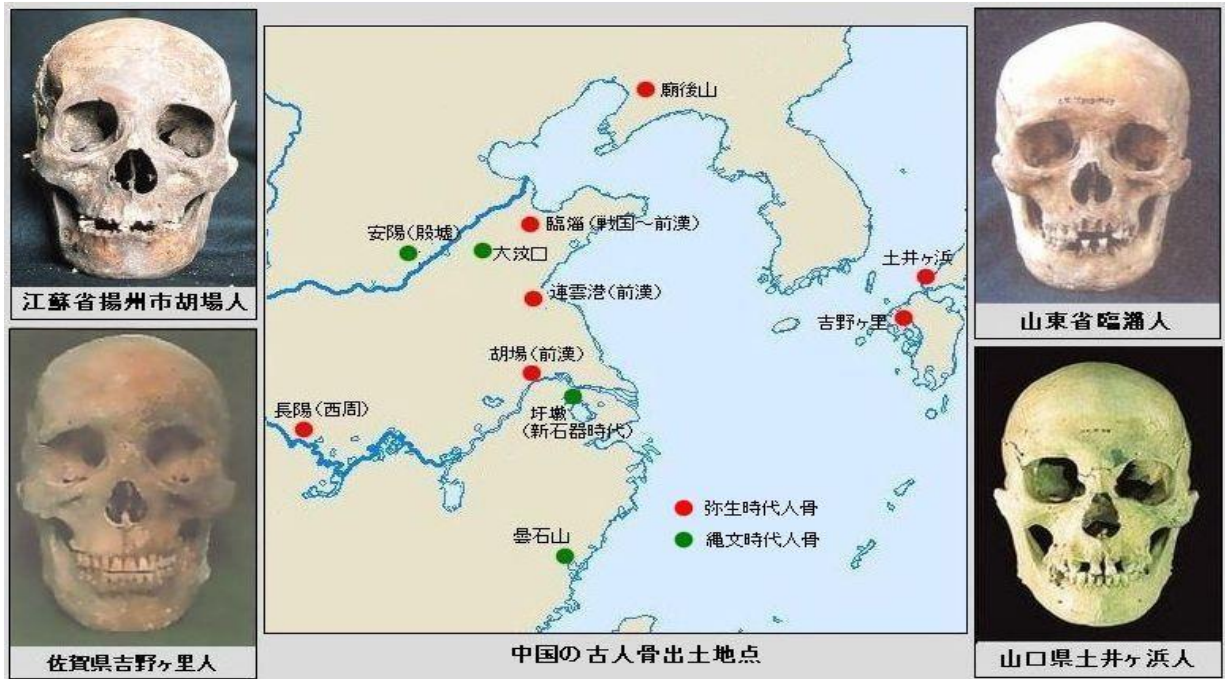 江蘇省揚州市胡場人
佐賀県吉野ヶ里人
廟後山
臨淄(戦国～前漢)
安陽(殷墟)
大汶口
連雲港(前漢)
土井ヶ浜
吉野ヶ里
胡場(前漢)
長陽(西周)
圩墩
(新石器時代)
弥生時代人骨
縄文時代人骨
曇石山
中国の古人骨出土地点
山東省臨淄人
山口県土井ヶ浜人